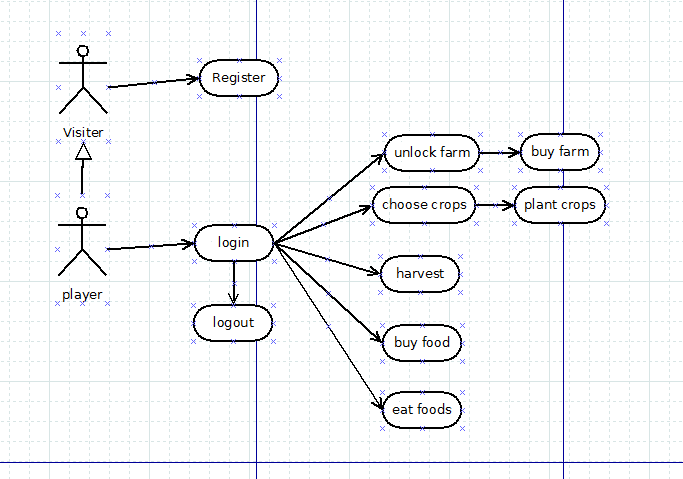 Register
Visiter
unlock farm
buy farm
choose crops
plant crops
login
player
harvest
logout
buy food
eat foods